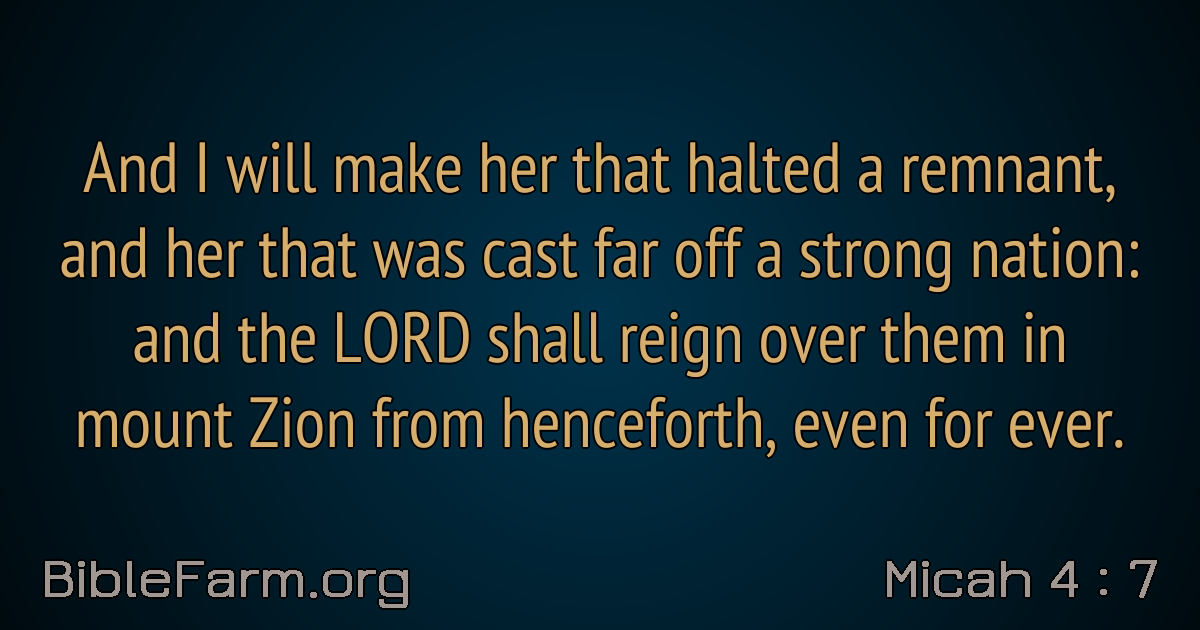 And I will make her that halted a remnant,
and her that was cast far off a strong nation:
and the LORD shall reign over them in
mount Zion from henceforth, even for ever.
BibleFarm.org
Micah 4 : 7